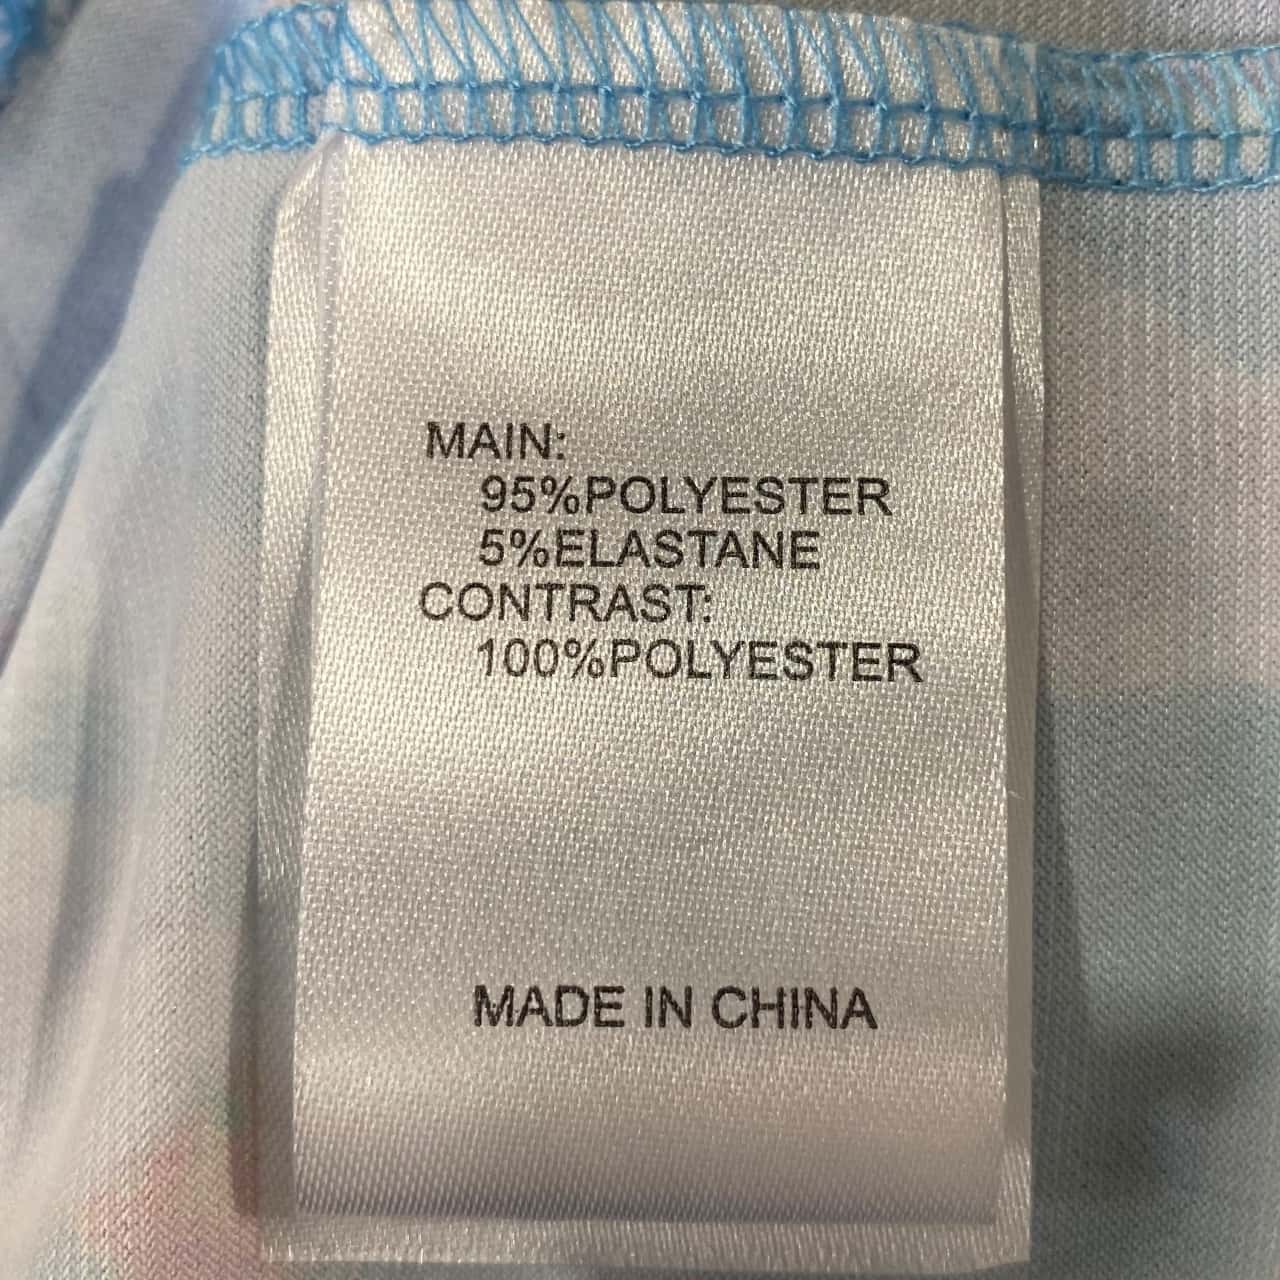 MAIN:
95%POLYESTER
5%ELASTANE
CONTRAST:
100%POLYESTER
MADE IN CHINA